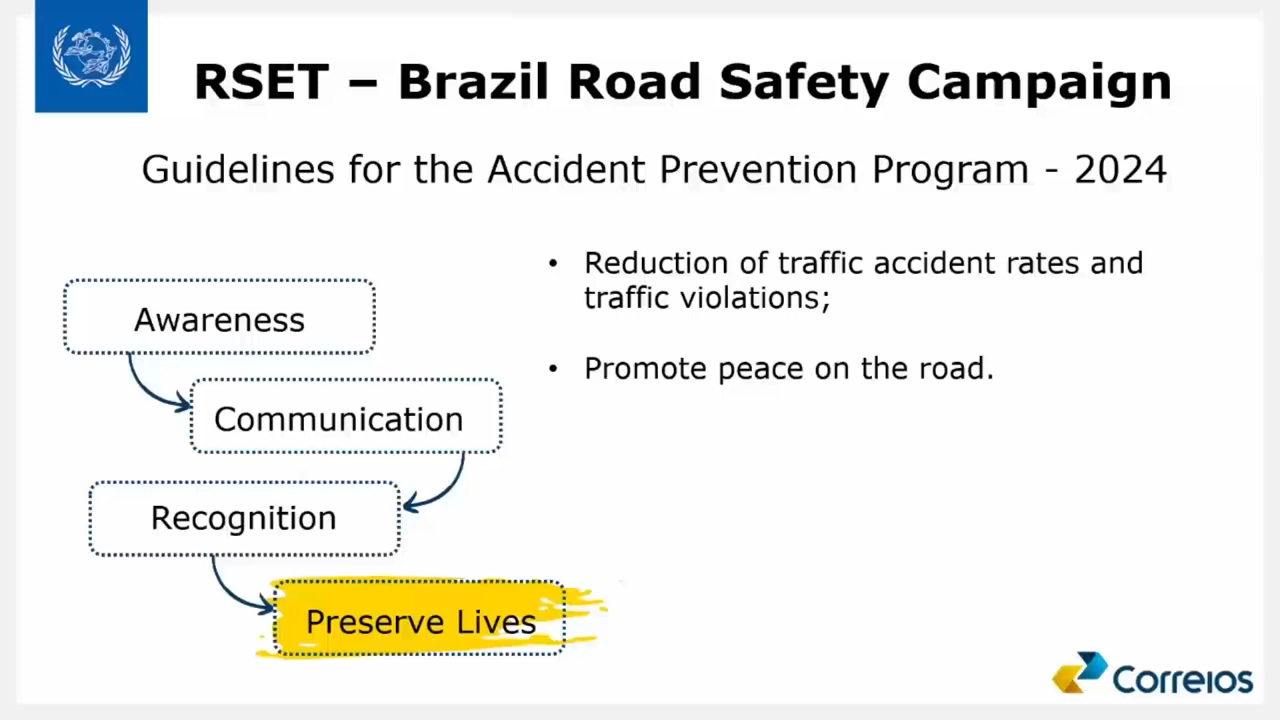 RSET – Brazil Road Safety Campaign
Guidelines for the Accident Prevention Program - 2024
Awareness
Communication
Recognition
Preserve Lives
• Reduction of traffic accident rates and
traffic violations;
• Promote peace on the road.
Correios